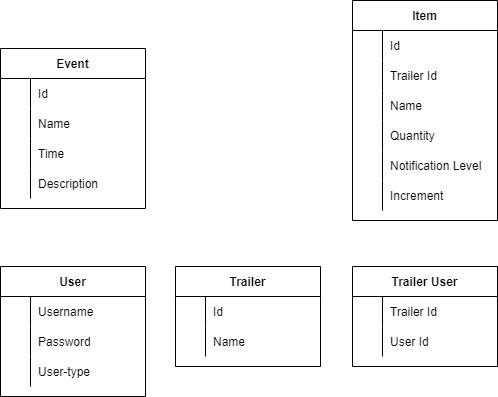 Item
Id
Trailer Id
Name
Quantity
Notification Level
Increment
Event
Id
Name
Time
Description
User
Username
Password
User-type
Trailer
Id
Name
Trailer User
Trailer Id
User Id